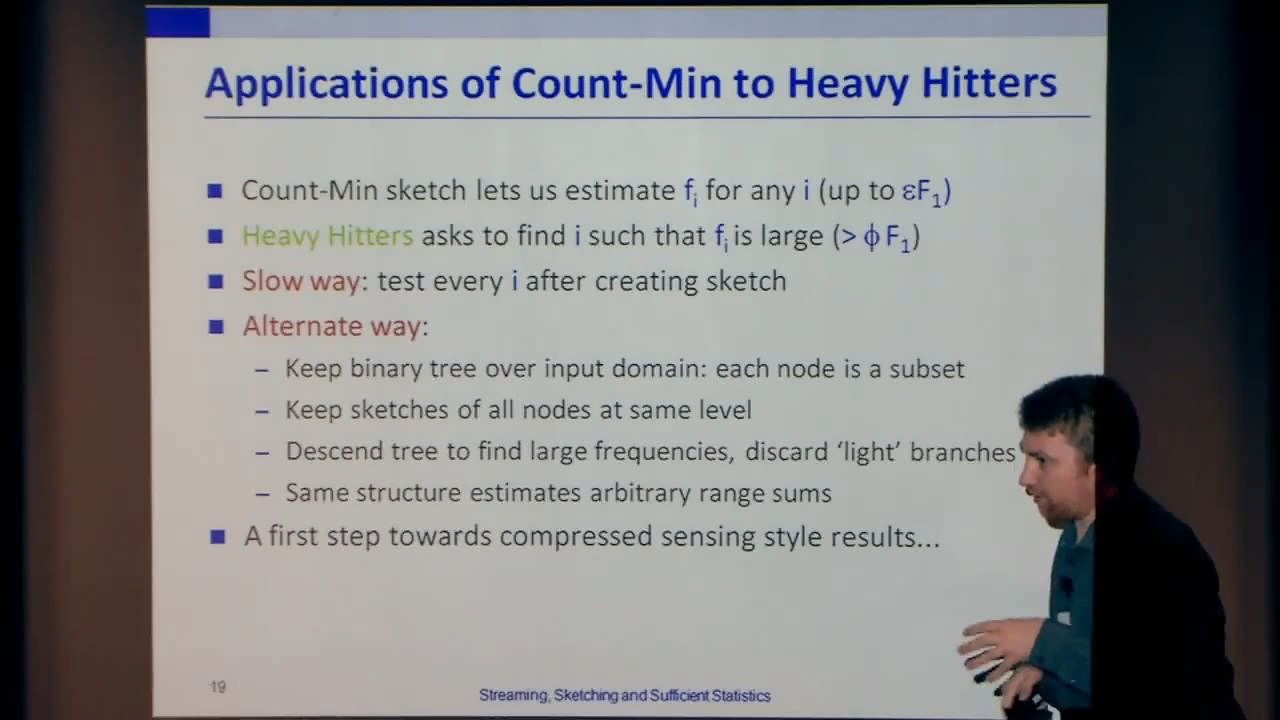 Applications of Count-Min to Heavy Hitters
Count-Min sketch lets us estimate fᵢ for any i (up to εF₁)
Heavy Hitters asks to find i such that fᵢ is large (> ϕ F₁)
Slow way: test every i after creating sketch
Alternate way:
– Keep binary tree over input domain: each node is a subset
– Keep sketches of all nodes at same level
– Descend tree to find large frequencies, discard ‘light’ branches
– Same structure estimates arbitrary range sums
A first step towards compressed sensing style results...
19
Streaming, Sketching and Sufficient Statistics